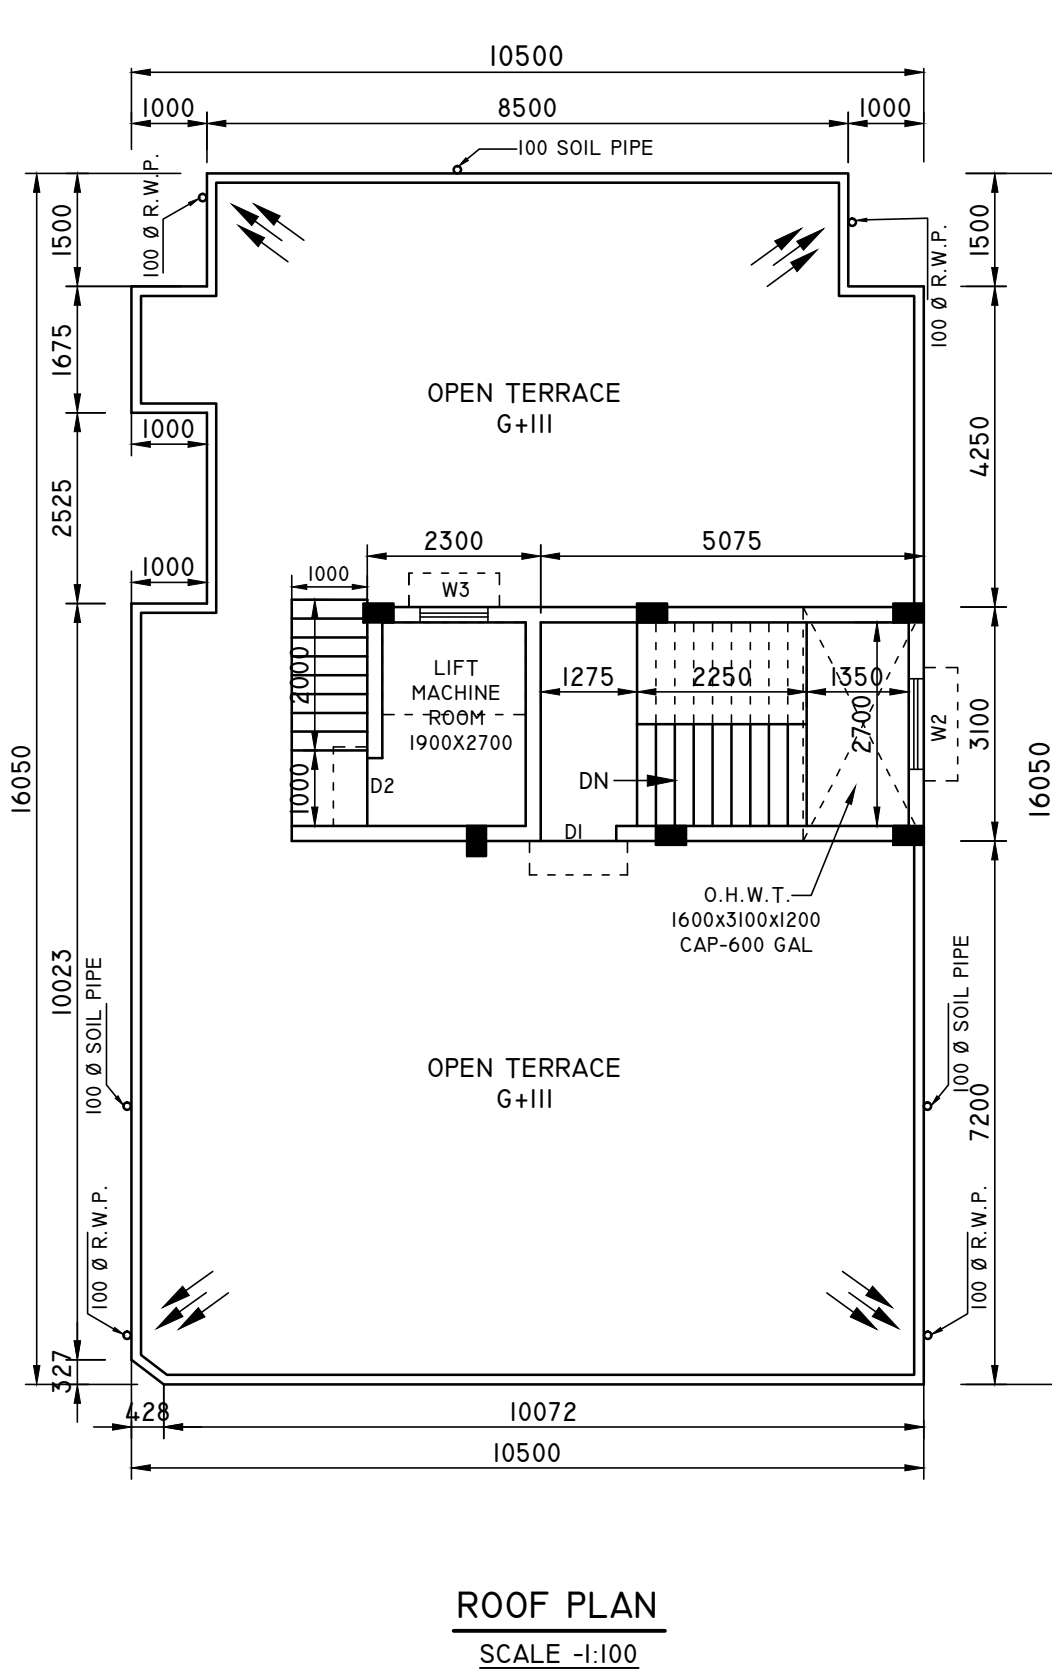 10500
1000
8500
1000
100 SOIL PIPE
100 Ø R.W.P.
1500
1500
100 Ø R.W.P.
1675
OPEN TERRACE
G+III
1000
4250
2525
2300
5075
1000
1000
W3
2000
LIFT
MACHINE
ROOM
1900X2700
1275
2250
1350
2700
W2
3100
16050
16050
1000
D2
DN
D1
O.H.W.T.
1600x3100x1200
CAP-600 GAL
10023
100 Ø SOIL PIPE
100 Ø SOIL PIPE
OPEN TERRACE
G+III
7200
100 Ø R.W.P.
100 Ø R.W.P.
327
428
10072
10500
ROOF PLAN
SCALE -1:100